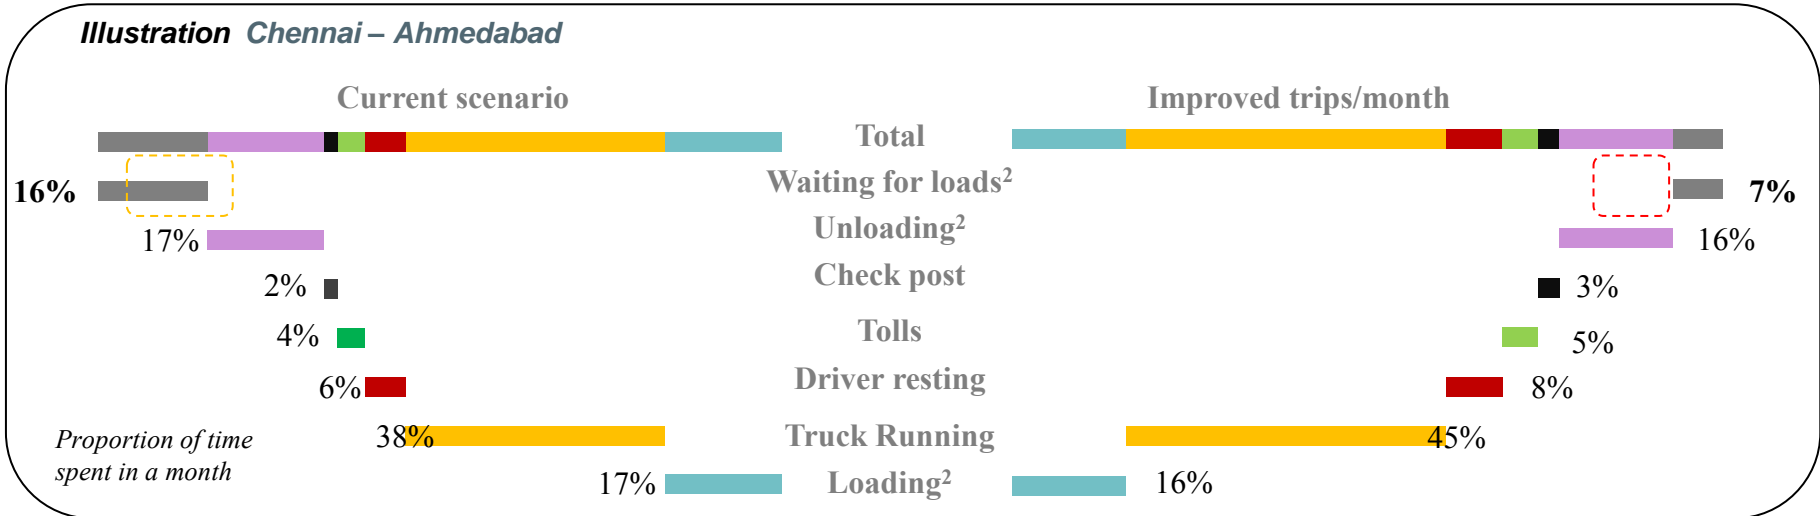 Illustration Chennai – Ahmedabad
Current scenario
Improved trips/month
Total
16%
Waiting for loads²
7%
17%
Unloading²
16%
2%
Check post
3%
4%
Tolls
5%
6%
Driver resting
8%
Proportion of time
spent in a month
38%
Truck Running
45%
17%
Loading²
16%